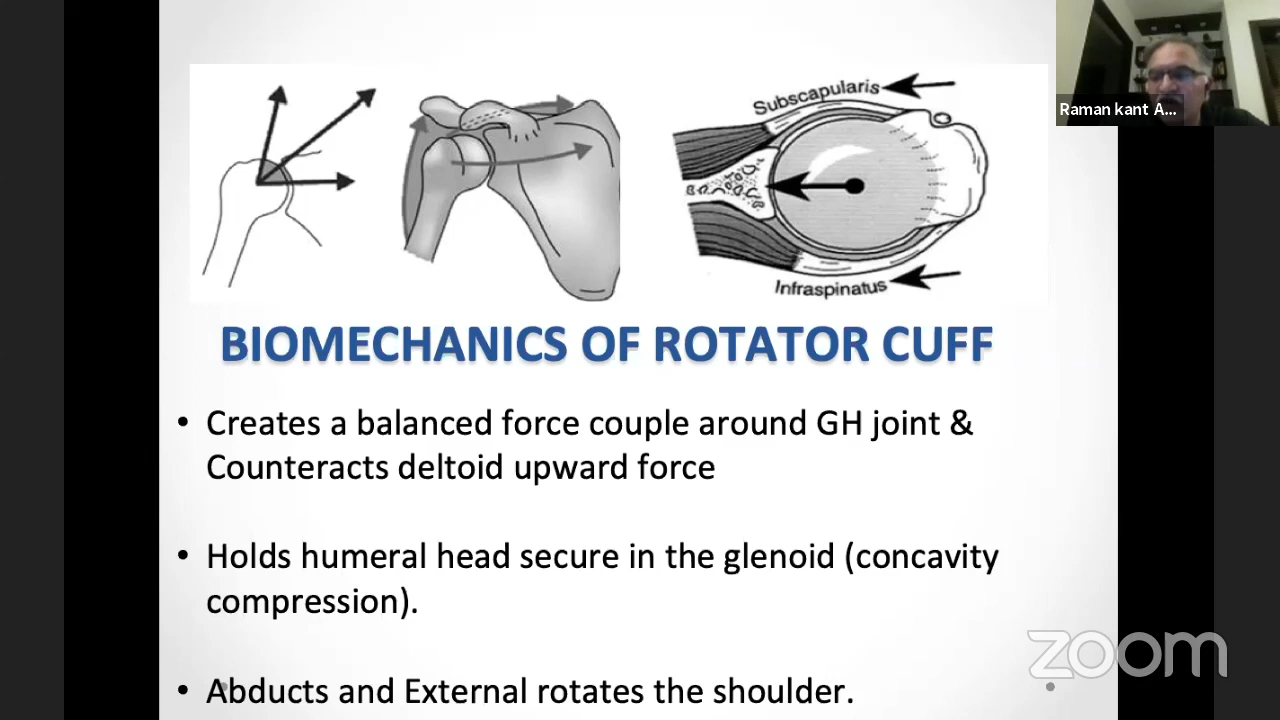 Subscapularis
Raman kant A...
Infraspinatus
BIOMECHANICS OF ROTATOR CUFF
• Creates a balanced force couple around GH joint &
Counteracts deltoid upward force
• Holds humeral head secure in the glenoid (concavity
compression).
• Abducts and External rotates the shoulder.
zoom